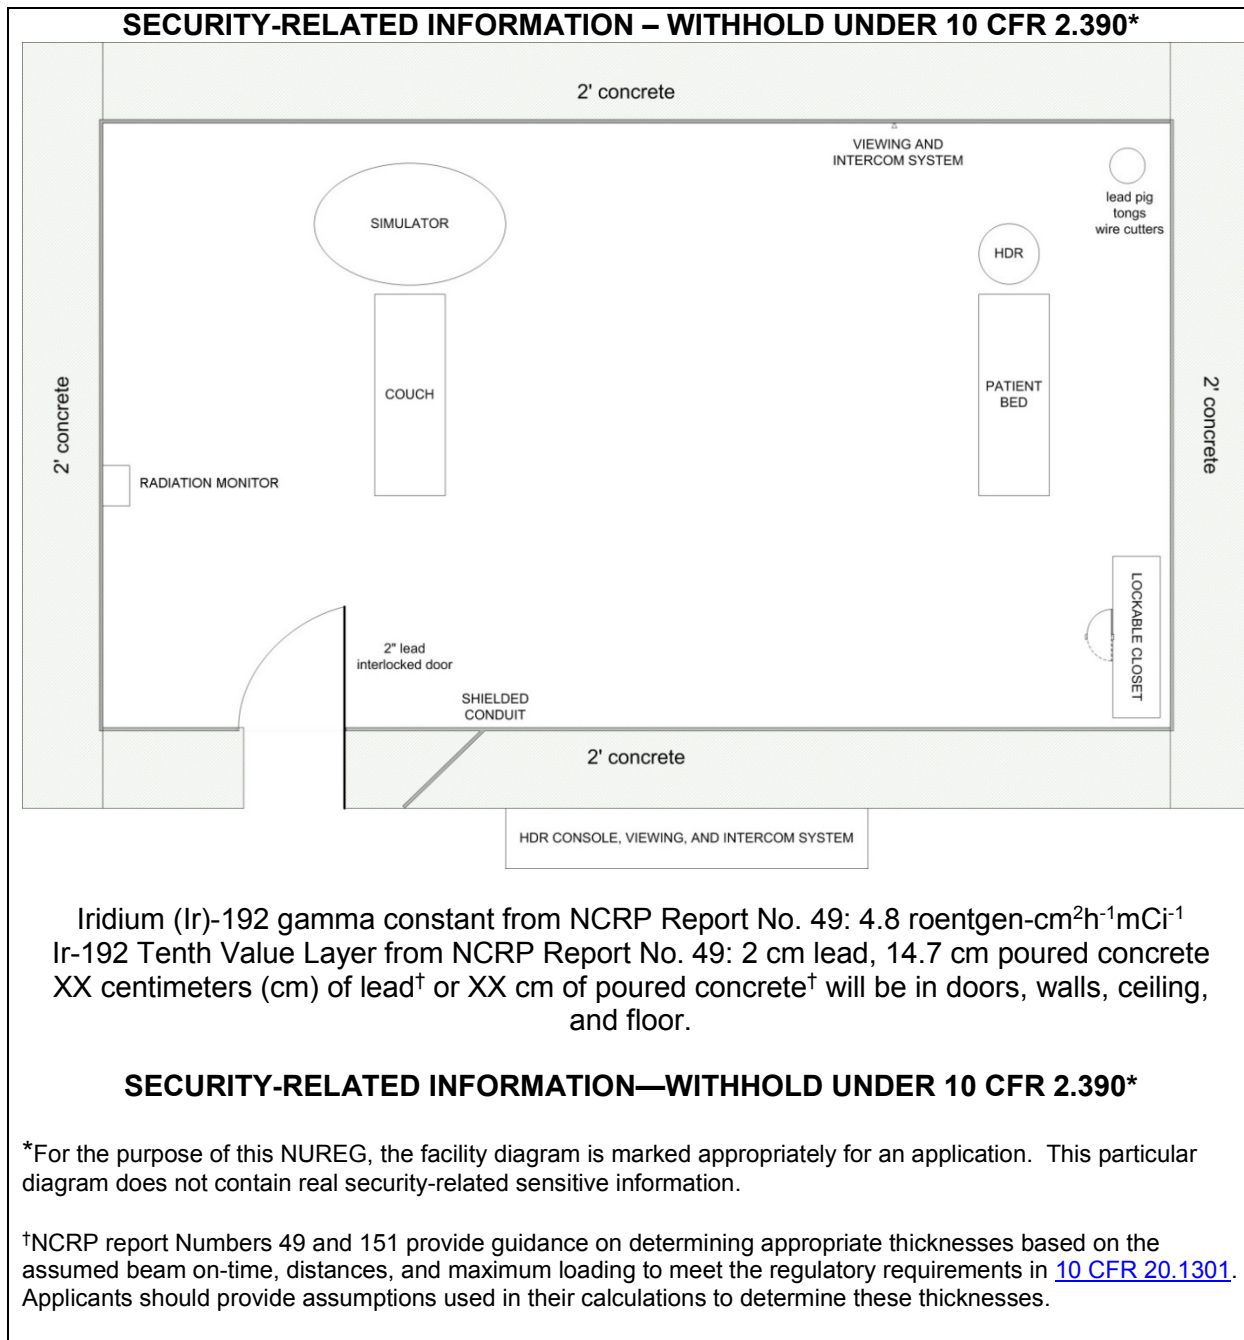 SECURITY-RELATED INFORMATION – WITHHOLD UNDER 10 CFR 2.390*
2' concrete
VIEWING AND
INTERCOM SYSTEM
SIMULATOR
lead pig
tongs
wire cutters
HDR
COUCH
PATIENT
BED
2' concrete
2' concrete
RADIATION MONITOR
LOCKABLE CLOSET
2" lead
interlocked door
SHIELDED
CONDUIT
2' concrete
HDR CONSOLE, VIEWING, AND INTERCOM SYSTEM
Iridium (Ir)-192 gamma constant from NCRP Report No. 49: 4.8 roentgen-cm²h⁻¹mCi⁻¹
Ir-192 Tenth Value Layer from NCRP Report No. 49: 2 cm lead, 14.7 cm poured concrete
XX centimeters (cm) of lead† or XX cm of poured concrete† will be in doors, walls, ceiling,
and floor.
SECURITY-RELATED INFORMATION—WITHHOLD UNDER 10 CFR 2.390*
*For the purpose of this NUREG, the facility diagram is marked appropriately for an application.  This particular
diagram does not contain real security-related sensitive information.
†NCRP report Numbers 49 and 151 provide guidance on determining appropriate thicknesses based on the
assumed beam on-time, distances, and maximum loading to meet the regulatory requirements in 10 CFR 20.1301.
Applicants should provide assumptions used in their calculations to determine these thicknesses.